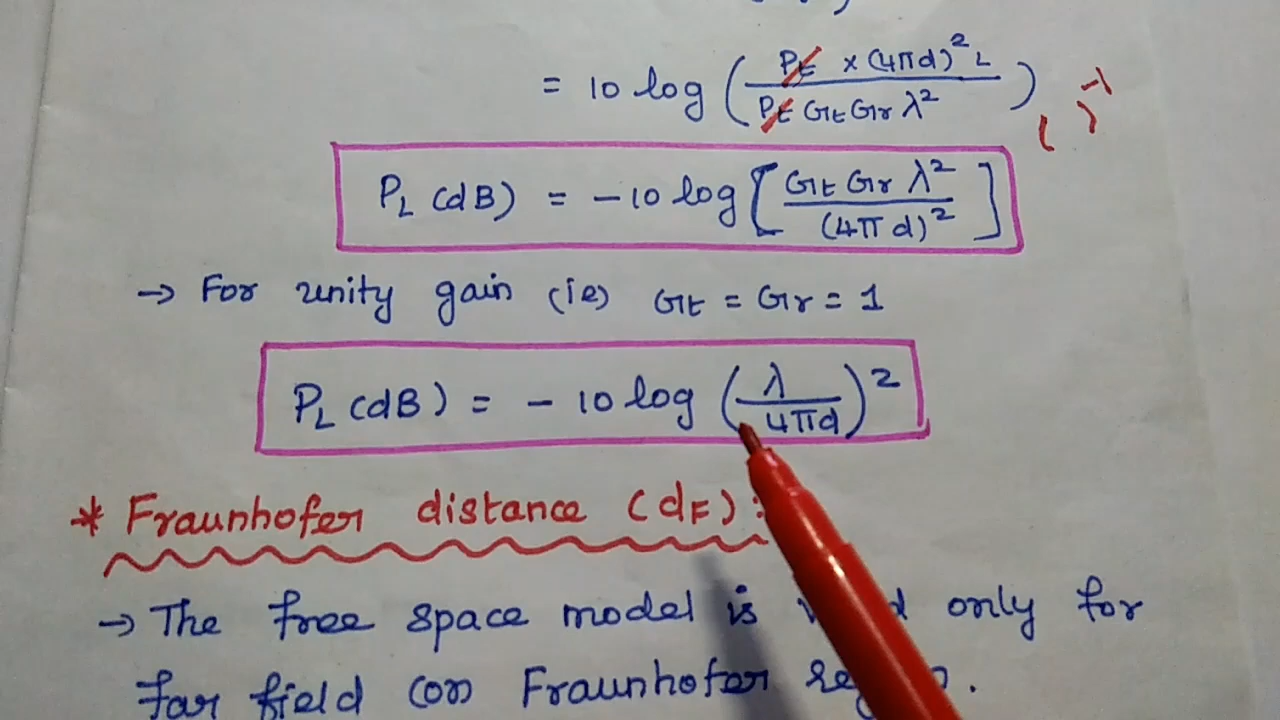 = 10 log ( Pt × (4πd)² L / Pt Gt Gr λ² ) ( )⁻¹
PL (dB) = – 10 log [ Gt Gr λ² / (4π d)² ]
→ For unity gain (ie) Gt = Gr = 1
PL (dB) = – 10 log ( λ / 4πd )²
* Fraunhofer distance (dF) :
→ The free space model is only for
far field (or) Fraunhofer